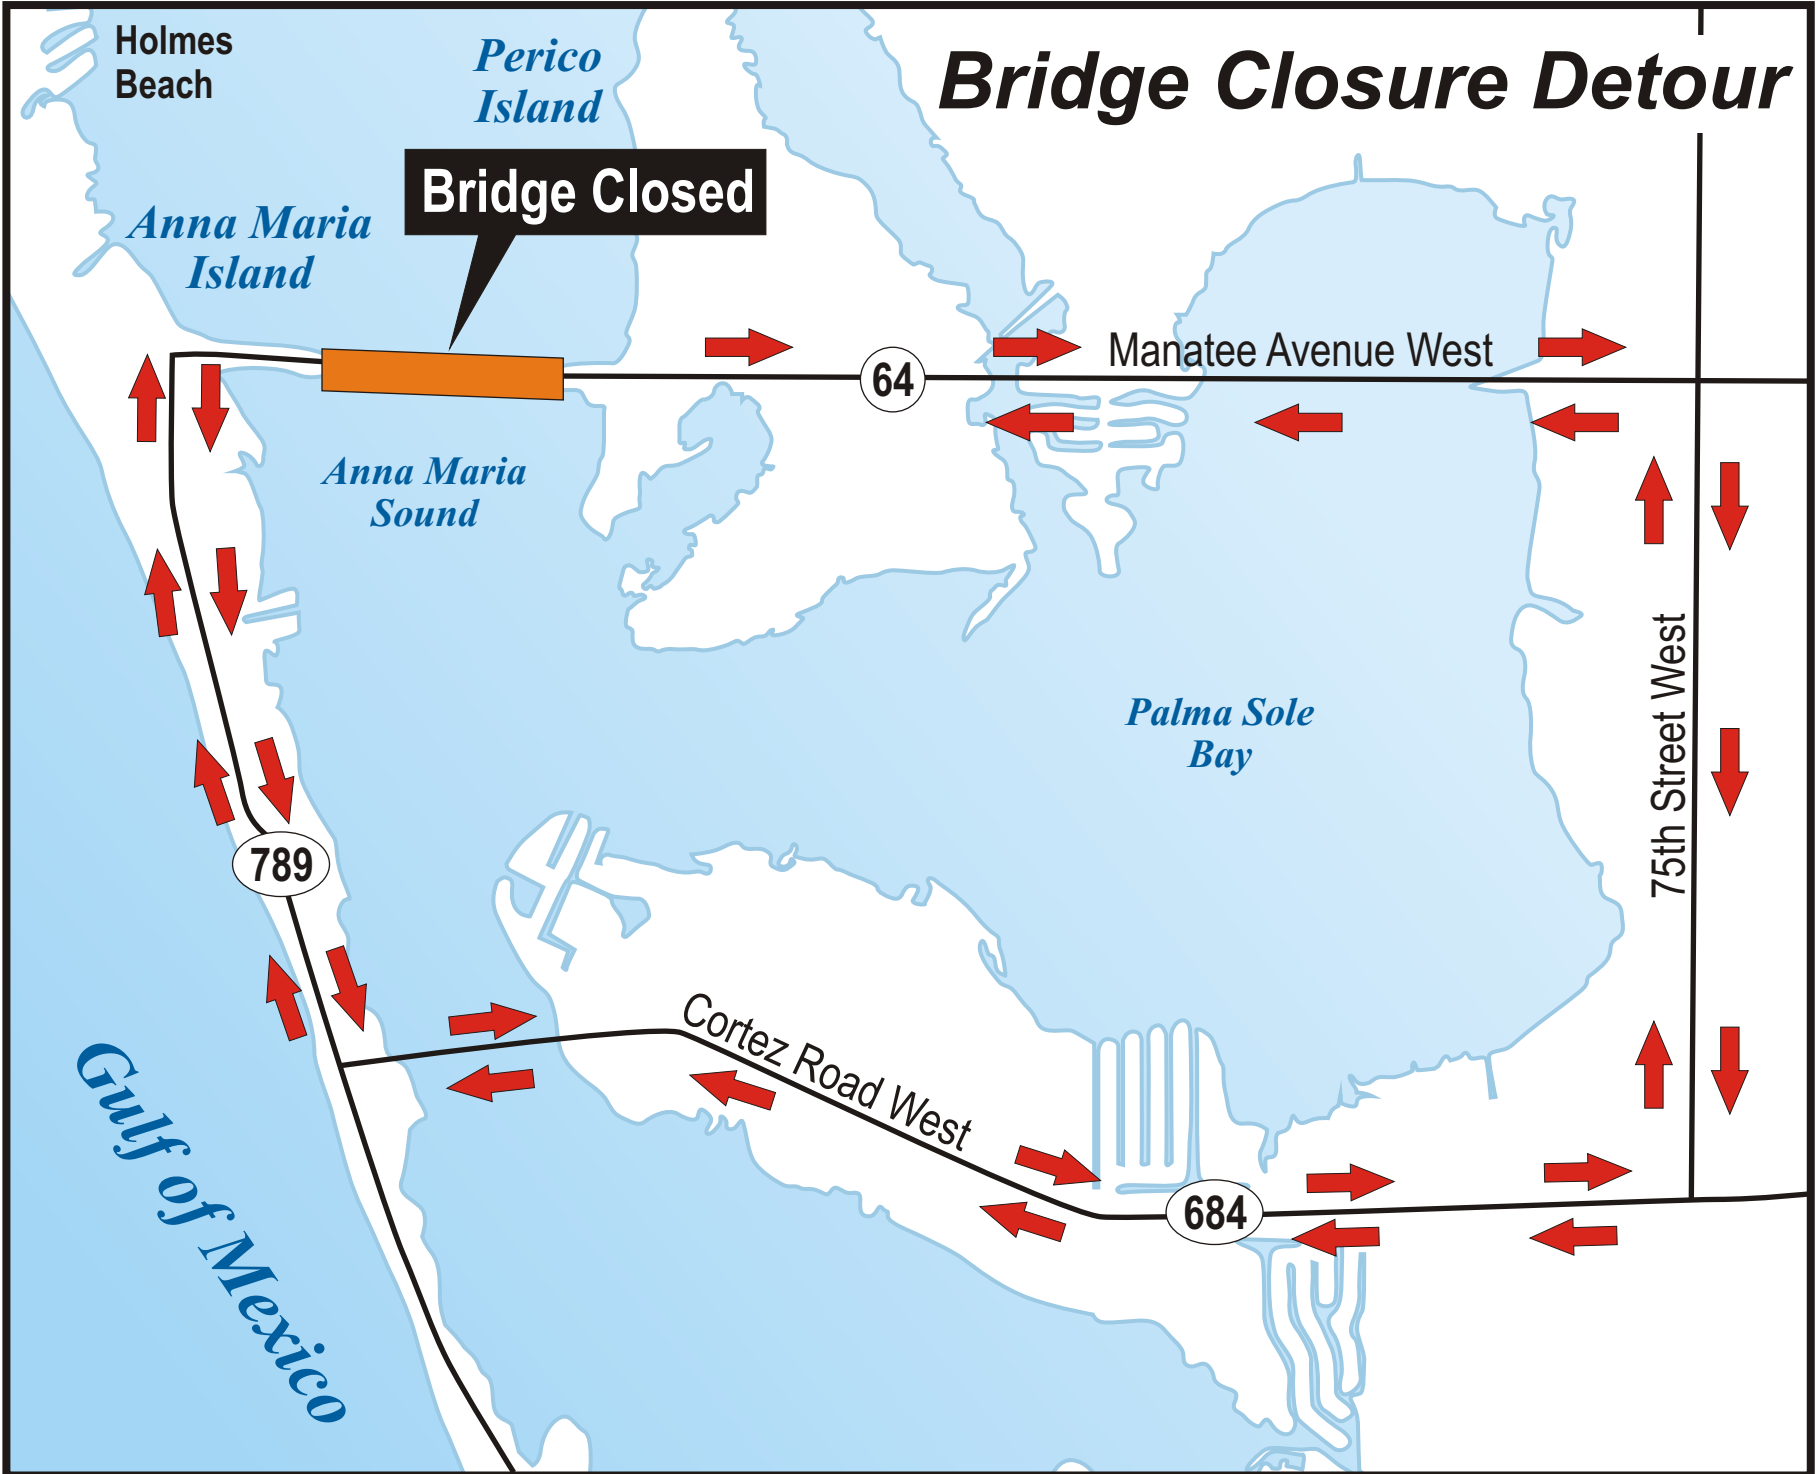 Holmes
Beach
Perico
Island
Bridge Closure Detour
Bridge Closed
Anna Maria
Island
Manatee Avenue West
64
Anna Maria
Sound
75th Street West
Palma Sole
Bay
789
Cortez Road West
684
Gulf of Mexico